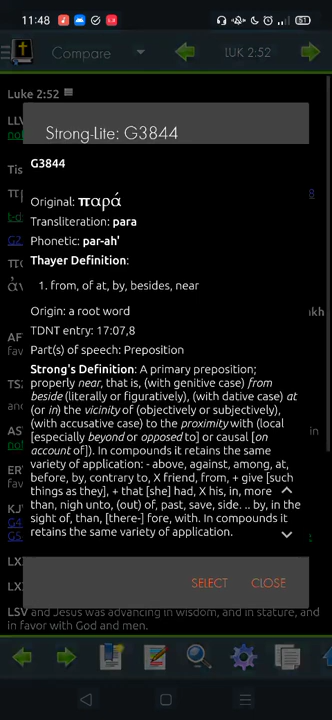 11:48
51
Compare
LUK 2:52
Luke 2:52
LLV
not
Tis
8
Strong-Lite: G3844
G3844
Original: παρά
Transliteration: para
Phonetic: par-ah'
Thayer Definition:
1. from, of at, by, besides, near
Origin: a root word
TDNT entry: 17:07,8
Part(s) of speech: Preposition
Strong's Definition: A primary preposition;
properly near, that is, (with genitive case) from
beside (literally or figuratively), (with dative case) at
(or in) the vicinity of (objectively or subjectively),
(with accusative case) to the proximity with (local
[especially beyond or opposed to] or causal [on
account of]). In compounds it retains the same
variety of application: - above, against, among, at,
before, by, contrary to, X friend, from, + give [such
things as they], + that [she] had, X his, in, more
than, nigh unto, (out) of, past, save, side. .. by, in the
sight of, than, [there-] fore, with. In compounds it
retains the same variety of application.
SELECT
CLOSE
LSV and Jesus was advancing in wisdom, and in stature, and
in favor with God and men.